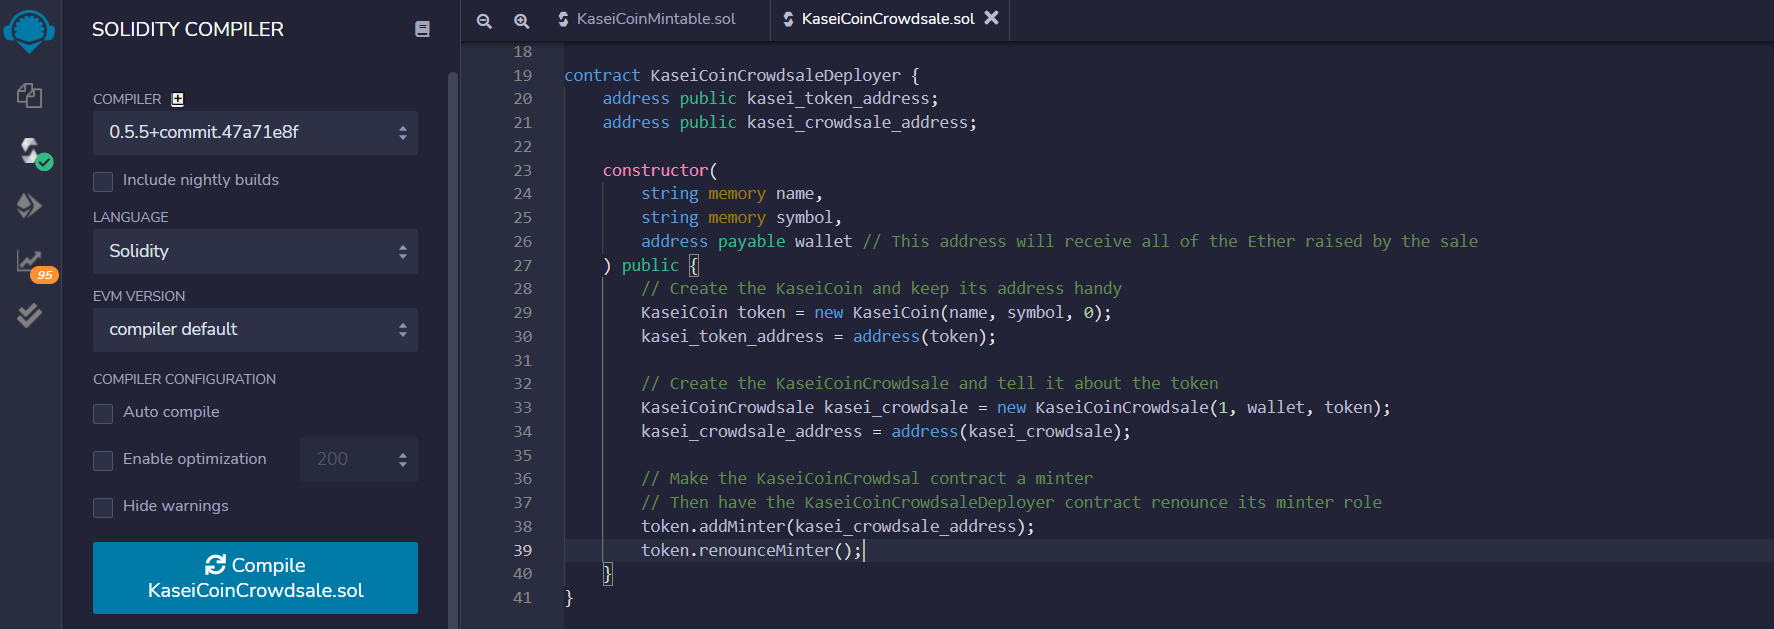 SOLIDITY COMPILER
COMPILER
0.5.5+commit.47a71e8f
Include nightly builds
LANGUAGE
Solidity
EVM VERSION
compiler default
COMPILER CONFIGURATION
Auto compile
Enable optimization 200
Hide warnings
Compile
KaseiCoinCrowdsale.sol
95
KaseiCoinMintable.sol KaseiCoinCrowdsale.sol
18
19 contract KaseiCoinCrowdsaleDeployer {
20 address public kasei_token_address;
21 address public kasei_crowdsale_address;
22
23 constructor(
24 string memory name,
25 string memory symbol,
26 address payable wallet // This address will receive all of the Ether raised by the sale
27 ) public {
28 // Create the KaseiCoin and keep its address handy
29 KaseiCoin token = new KaseiCoin(name, symbol, 0);
30 kasei_token_address = address(token);
31
32 // Create the KaseiCoinCrowdsale and tell it about the token
33 KaseiCoinCrowdsale kasei_crowdsale = new KaseiCoinCrowdsale(1, wallet, token);
34 kasei_crowdsale_address = address(kasei_crowdsale);
35
36 // Make the KaseiCoinCrowdsal contract a minter
37 // Then have the KaseiCoinCrowdsaleDeployer contract renounce its minter role
38 token.addMinter(kasei_crowdsale_address);
39 token.renounceMinter();
40 }
41 }